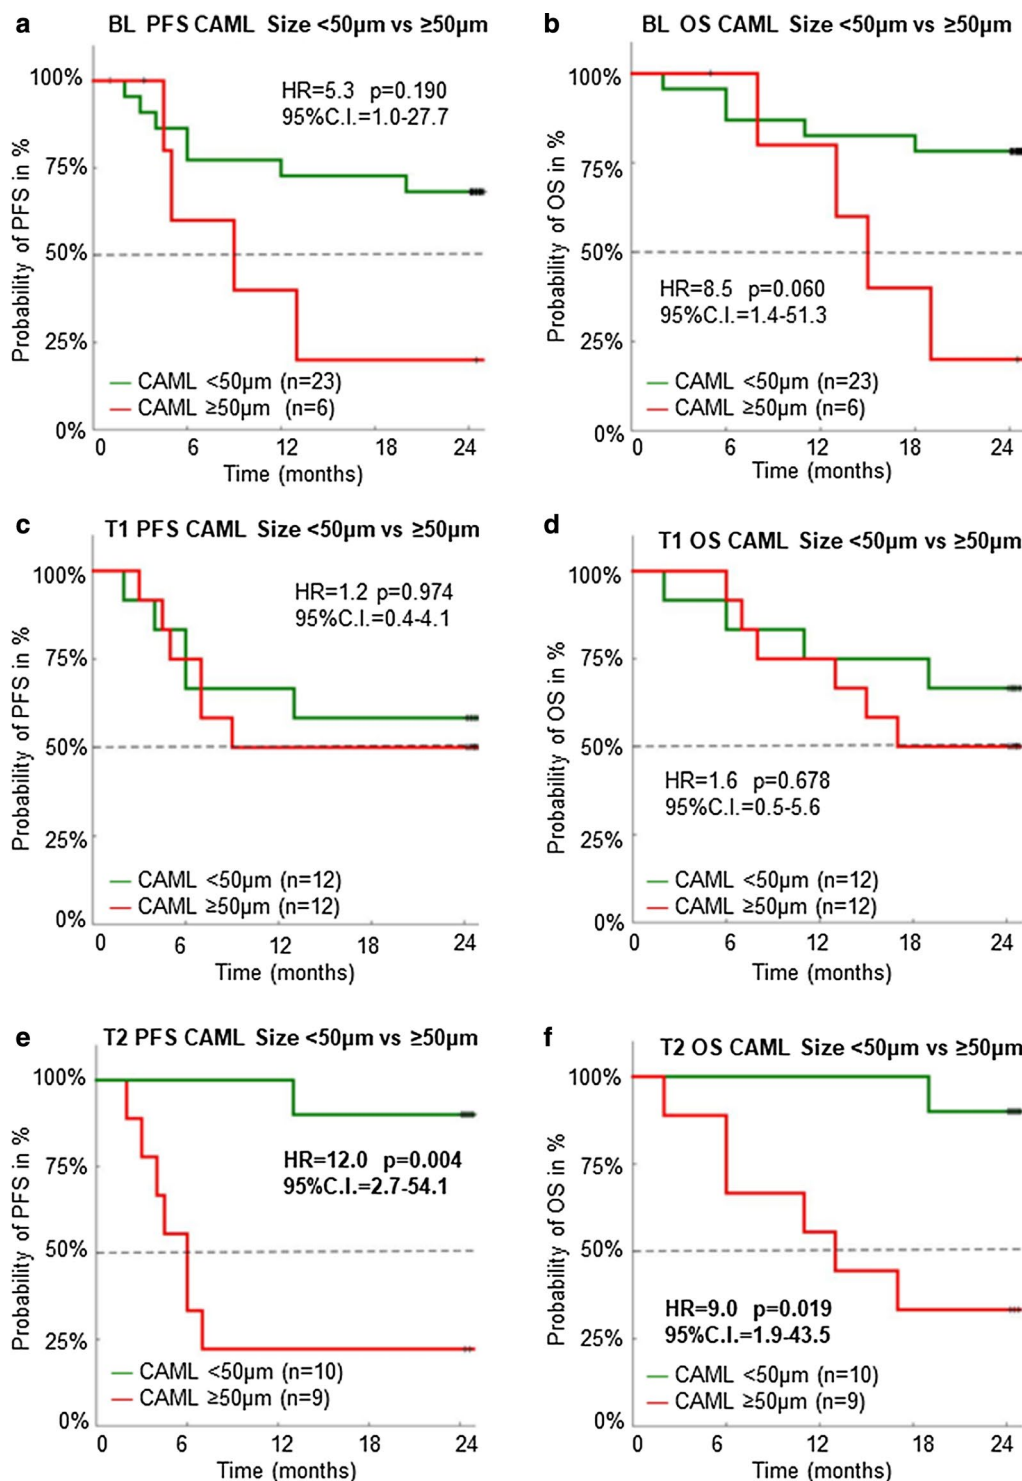 a
BL PFS CAML Size <50µm vs ≥50µm
100%
75%
50%
25%
0%
Probability of PFS in %
HR=5.3 p=0.190
95%C.I.=1.0-27.7
CAML <50µm (n=23)
CAML ≥50µm (n=6)
0 6 12 18 24
Time (months)
b
BL OS CAML Size <50µm vs ≥50µm
100%
75%
50%
25%
0%
Probability of OS in %
HR=8.5 p=0.060
95%C.I.=1.4-51.3
CAML <50µm (n=23)
CAML ≥50µm (n=6)
0 6 12 18 24
Time (months)
c
T1 PFS CAML Size <50µm vs ≥50µm
100%
75%
50%
25%
0%
Probability of PFS in %
HR=1.2 p=0.974
95%C.I.=0.4-4.1
CAML <50µm (n=12)
CAML ≥50µm (n=12)
0 6 12 18 24
Time (months)
d
T1 OS CAML Size <50µm vs ≥50µm
100%
75%
50%
25%
0%
Probability of OS in %
HR=1.6 p=0.678
95%C.I.=0.5-5.6
CAML <50µm (n=12)
CAML ≥50µm (n=12)
0 6 12 18 24
Time (months)
e
T2 PFS CAML Size <50µm vs ≥50µm
100%
75%
50%
25%
0%
Probability of PFS in %
HR=12.0 p=0.004
95%C.I.=2.7-54.1
CAML <50µm (n=10)
CAML ≥50µm (n=9)
0 6 12 18 24
Time (months)
f
T2 OS CAML Size <50µm vs ≥50µm
100%
75%
50%
25%
0%
Probability of OS in %
HR=9.0 p=0.019
95%C.I.=1.9-43.5
CAML <50µm (n=10)
CAML ≥50µm (n=9)
0 6 12 18 24
Time (months)